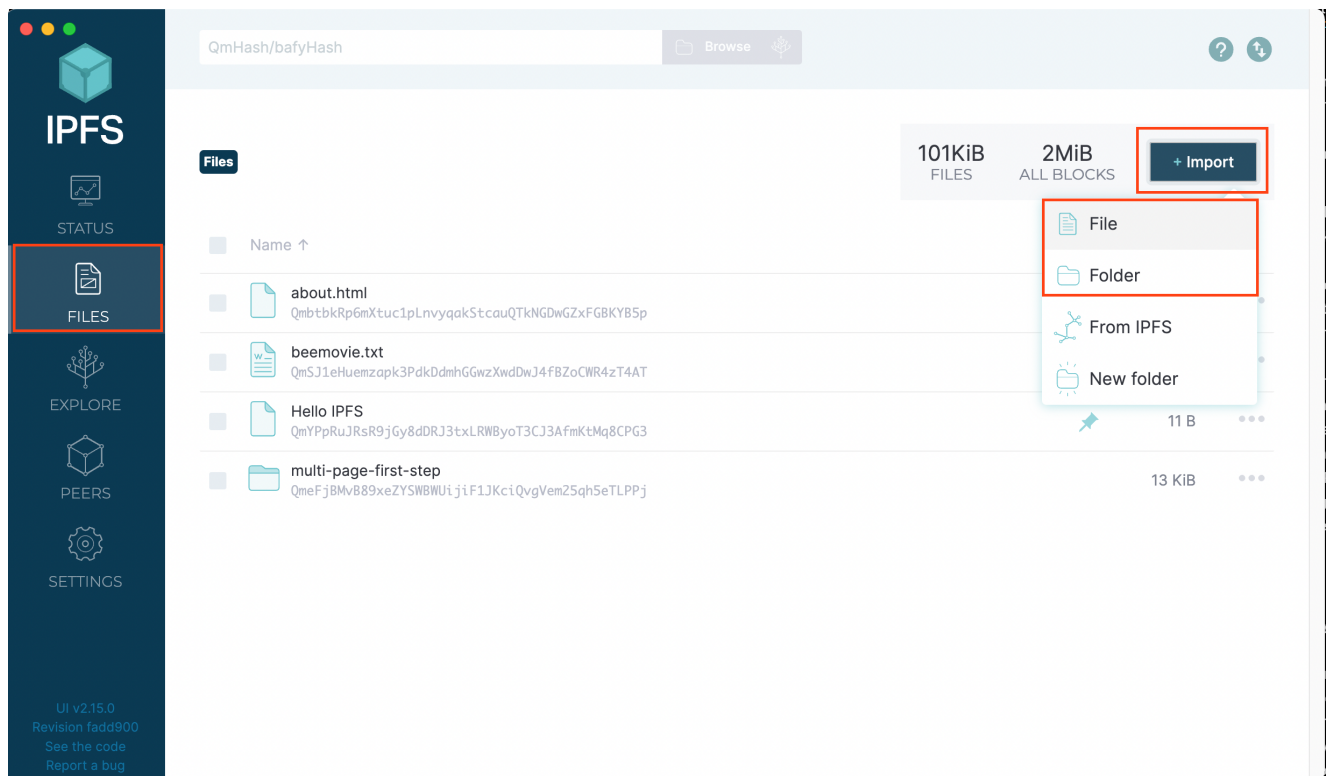 IPFS
STATUS
FILES
EXPLORE
PEERS
SETTINGS
UI v2.15.0
Revision fadd900
See the code
Report a bug
QmHash/bafyHash
Browse
?
Files
101KiB
FILES
2MiB
ALL BLOCKS
+ Import
File
Folder
From IPFS
New folder
Name ↑
about.html
QmbtbkRp6mXtuc1pLnvyqakStcauQTkNGDwGZxFGBKYB5p
beemovie.txt
QmSJ1eHuemzapk3PdkDdmhGGwzXwdDwJ4fBZoCWR4zT4AT
Hello IPFS
QmYPpRuJRsR9jGy8dDRJ3txLRWByoT3CJ3AfmKtMq8CPG3
11 B
multi-page-first-step
QmeFjBMvB89xeZYSWBWUijiF1JKciQvgVem25qh5eTLPPj
13 KiB